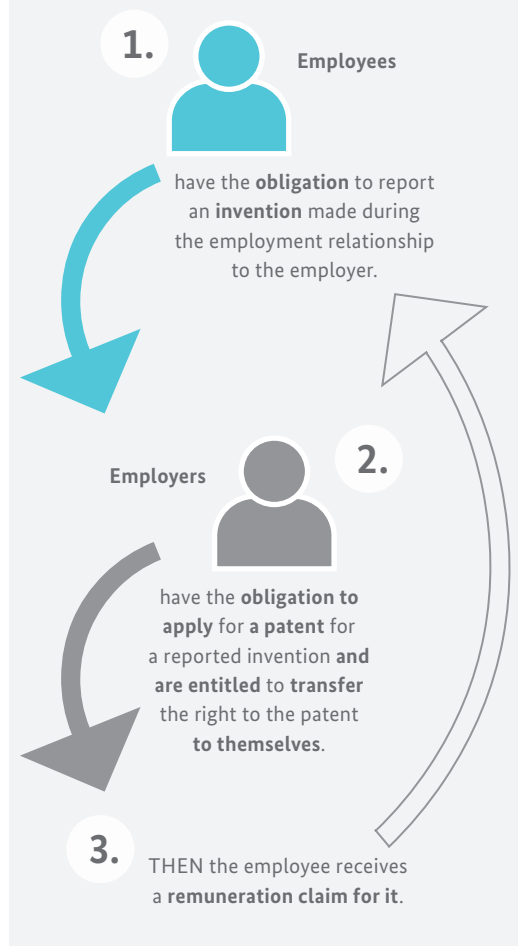 1.
Employees
have the obligation to report
an invention made during
the employment relationship
to the employer.
2.
Employers
have the obligation to
apply for a patent for
a reported invention and
are entitled to transfer
the right to the patent
to themselves.
3.
THEN the employee receives
a remuneration claim for it.